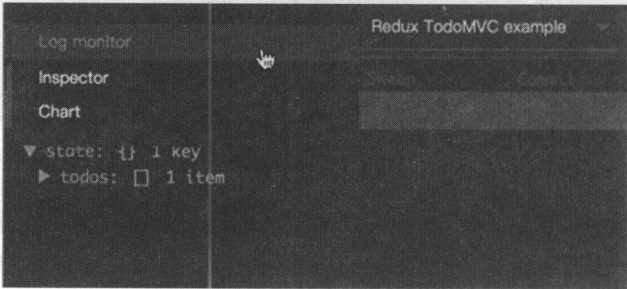 Log monitor
Redux TodoMVC example
Inspector
Chart
▼ state: {} 1 key
▶ todos: [] 1 item